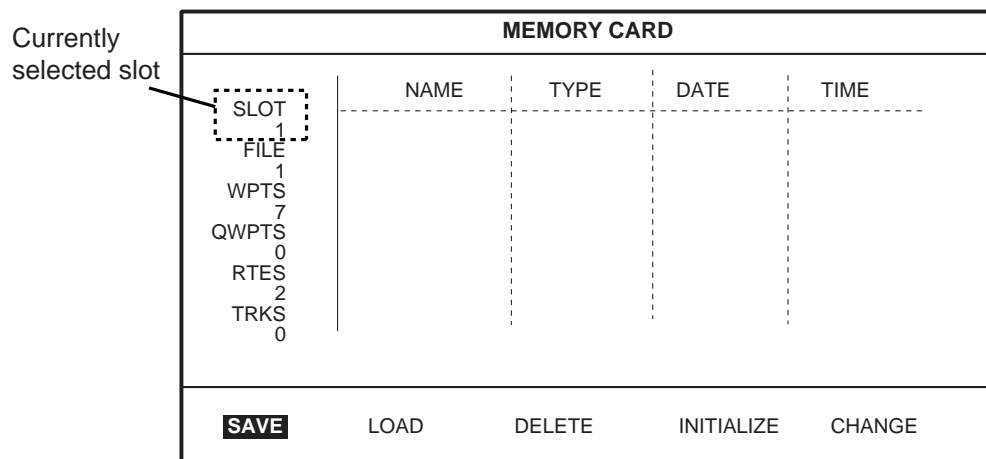 Currently
selected slot
MEMORY CARD
NAME TYPE DATE TIME
SLOT
1
FILE
1
WPTS
7
QWPTS
0
RTES
2
TRKS
0
SAVE LOAD DELETE INITIALIZE CHANGE